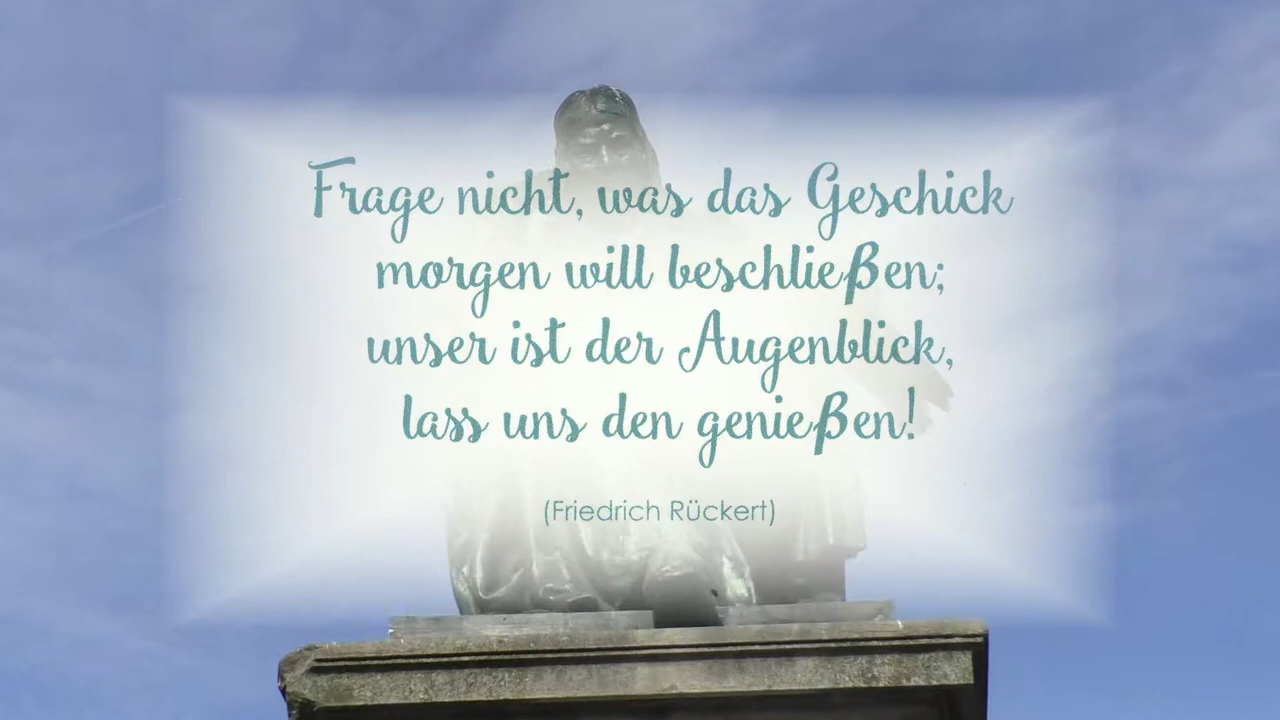 Frage nicht, was das Geschick
morgen will beschließen;
unser ist der Augenblick,
lass uns den genießen!
(Friedrich Rückert)